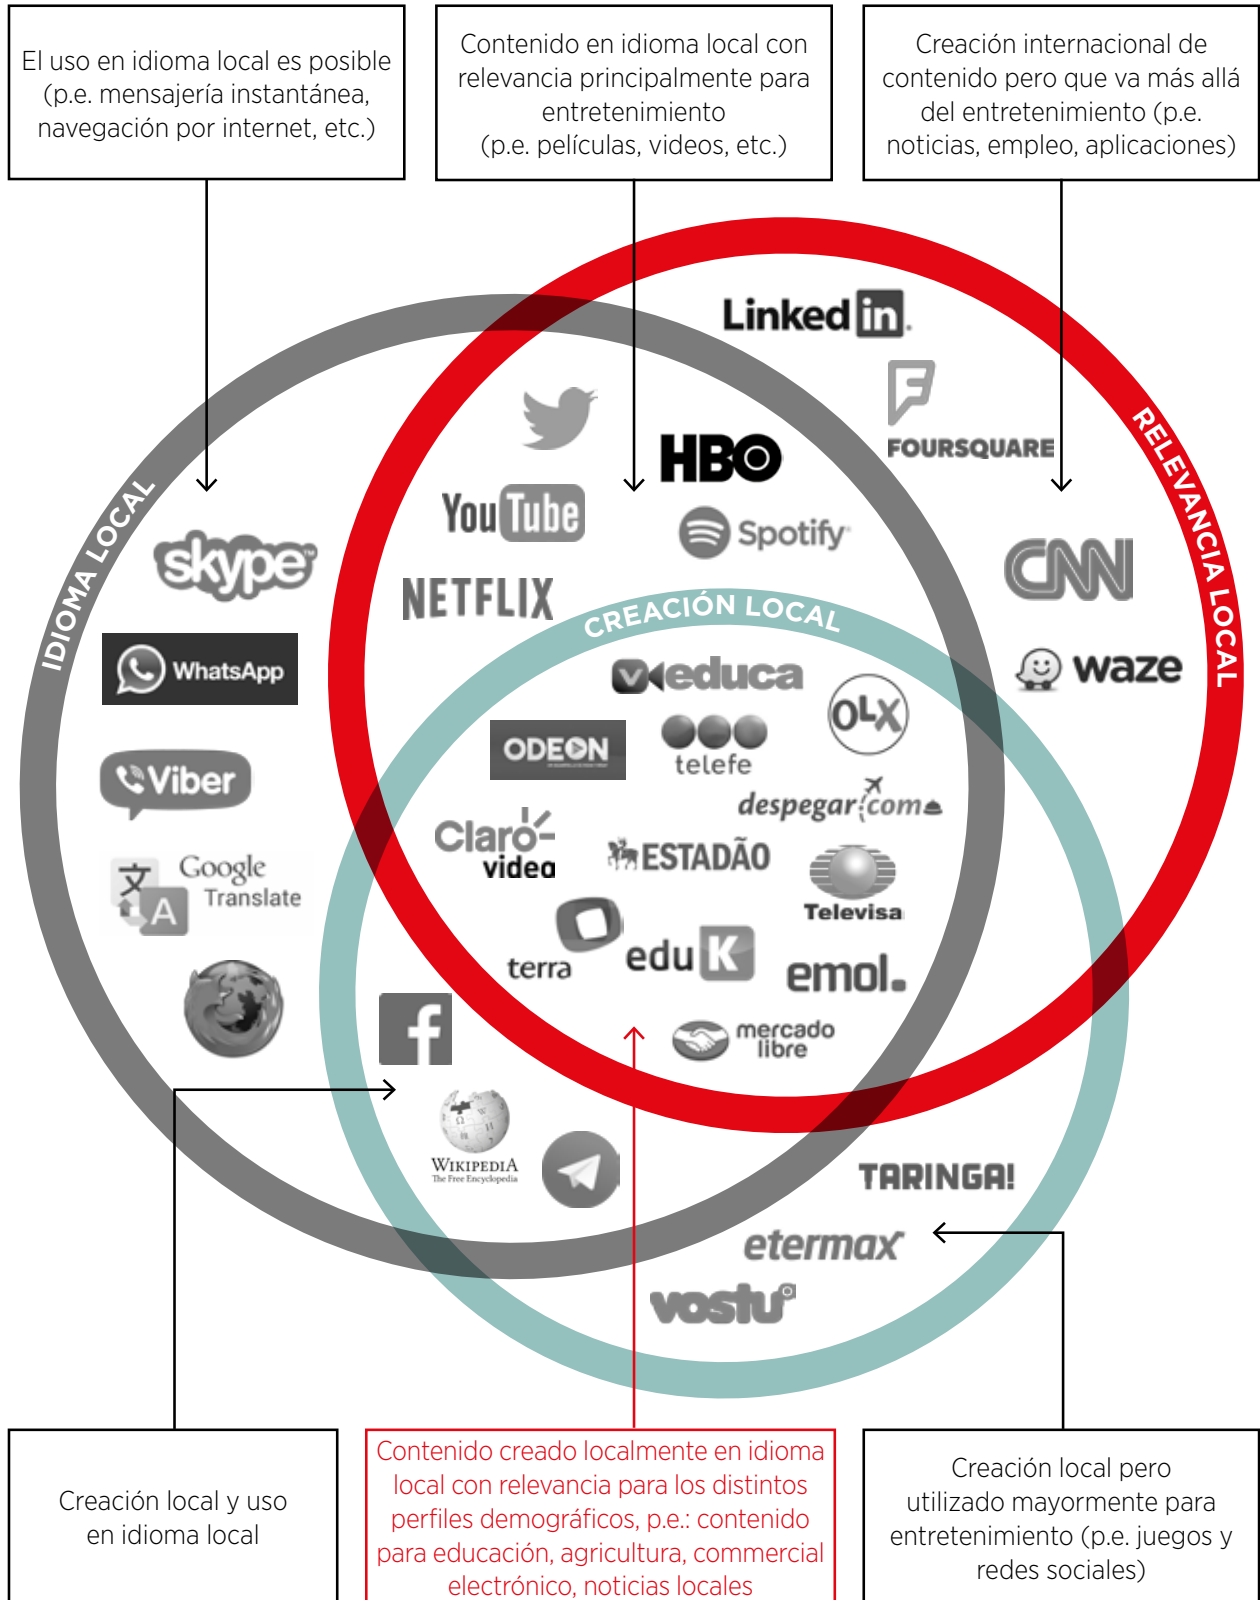 El uso en idioma local es posible
(p.e. mensajería instantánea,
navegación por internet, etc.)
Contenido en idioma local con
relevancia principalmente para
entretenimiento
(p.e. películas, videos, etc.)
Creación internacional de
contenido pero que va más allá
del entretenimiento (p.e.
noticias, empleo, aplicaciones)
IDIOMA LOCAL
RELEVANCIA LOCAL
CREACIÓN LOCAL
Linked in.
FOURSQUARE
HBO
YouTube
Spotify
skype™
NETFLIX
CNN
WhatsApp
waze
Viber
Google
Translate
文
A
veduca
OLX
ODEON
telefe
despegar.com
Claro
video
ESTADÃO
Televisa
terra
eduK
emol.
mercado
libre
f
WIKIPEDIA
The Free Encyclopedia
TARINGA!
etermax
vostu
Creación local y uso
en idioma local
Contenido creado localmente en idioma
local con relevancia para los distintos
perfiles demográficos, p.e.: contenido
para educación, agricultura, commercial
electrónico, noticias locales
Creación local pero
utilizado mayormente para
entretenimiento (p.e. juegos y
redes sociales)